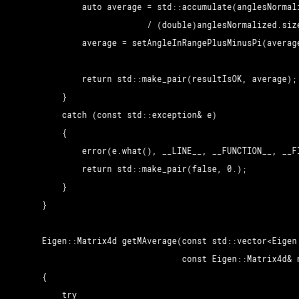 auto average = std::accumulate(anglesNormali
/ (double)anglesNormalized.size
average = setAngleInRangePlusMinusPi(average
return std::make_pair(resultIsOK, average);
}
catch (const std::exception& e)
{
error(e.what(), __LINE__, __FUNCTION__, __FI
return std::make_pair(false, 0.);
}
}
Eigen::Matrix4d getMAverage(const std::vector<Eigen
const Eigen::Matrix4d& r
{
try